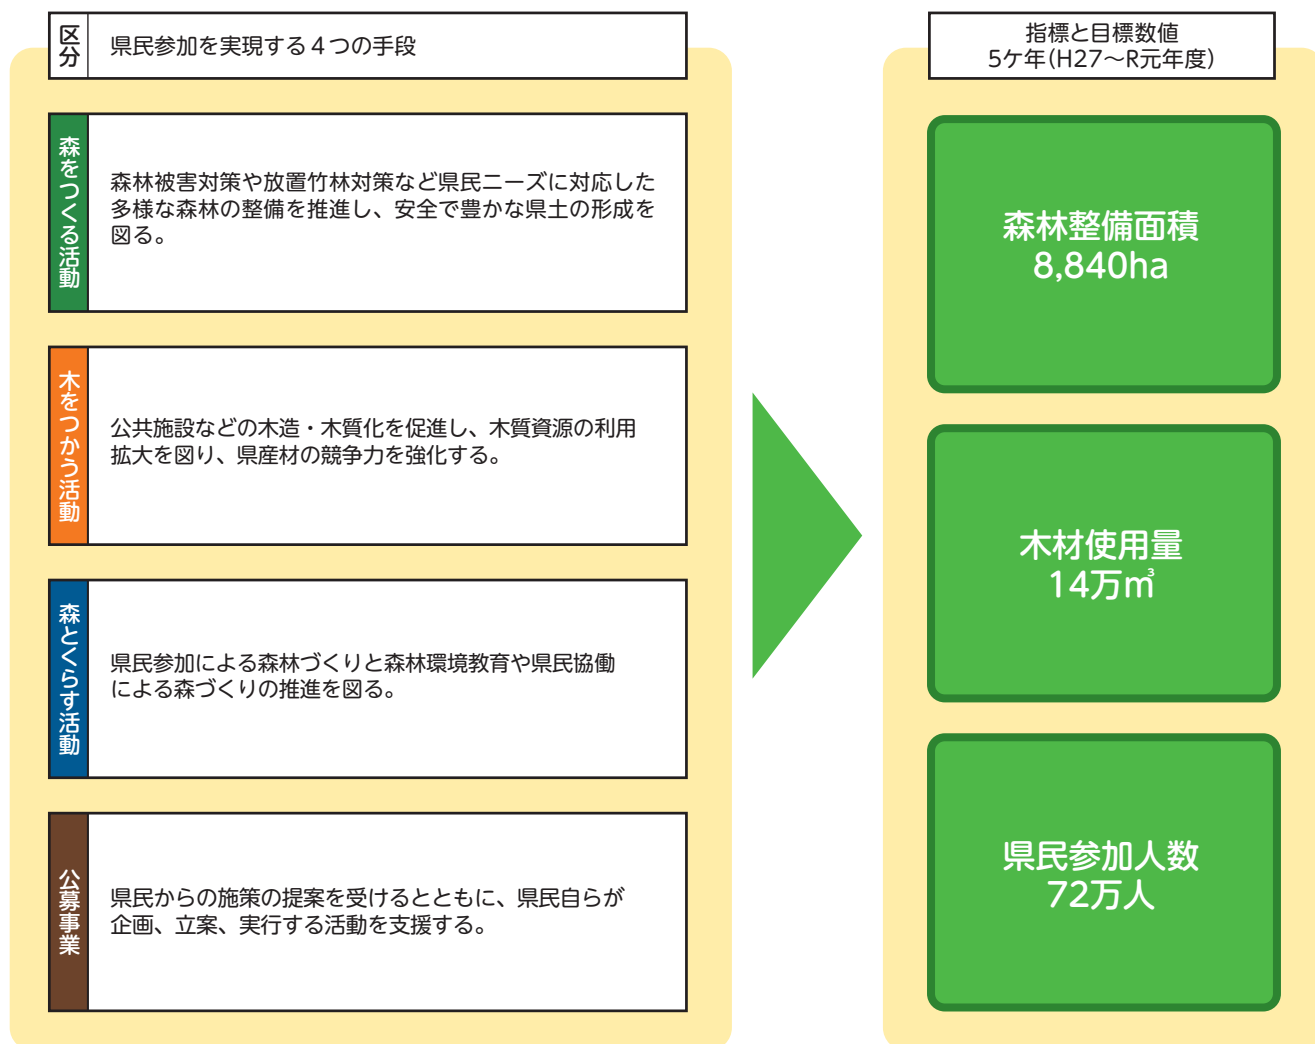 区分
県民参加を実現する４つの手段
森をつくる活動
森林被害対策や放置竹林対策など県民ニーズに対応した
多様な森林の整備を推進し、安全で豊かな県土の形成を
図る。
木をつかう活動
公共施設などの木造・木質化を促進し、木質資源の利用
拡大を図り、県産材の競争力を強化する。
森とくらす活動
県民参加による森林づくりと森林環境教育や県民協働
による森づくりの推進を図る。
公募事業
県民からの施策の提案を受けるとともに、県民自らが
企画、立案、実行する活動を支援する。
指標と目標数値
5ケ年(H27〜R元年度)
森林整備面積
8,840ha
木材使用量
14万㎥
県民参加人数
72万人